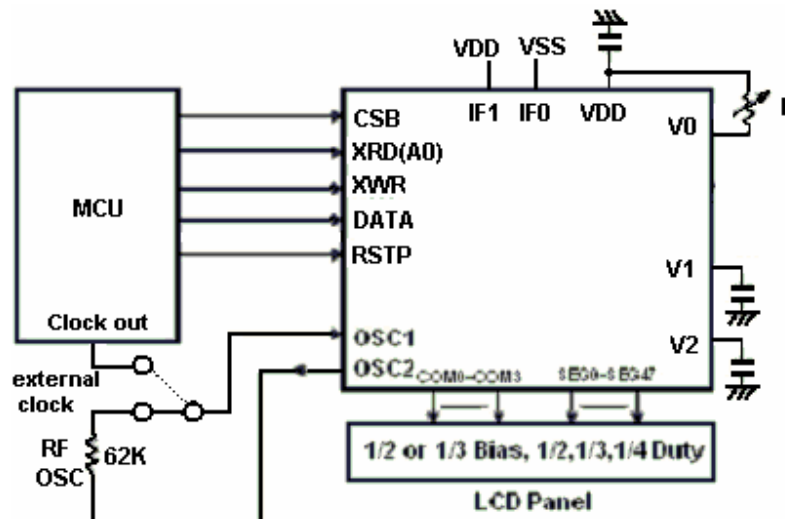 VDD VSS
CSB
IF1 IF0 VDD
V0
XRD(A0)
XWR
MCU
DATA
RSTP
V1
Clock out
OSC1
V2
OSC2
COM0-COM3 SEG0-SEG47
external
clock
RF
OSC
62K
1/2 or 1/3 Bias, 1/2,1/3,1/4 Duty
LCD Panel